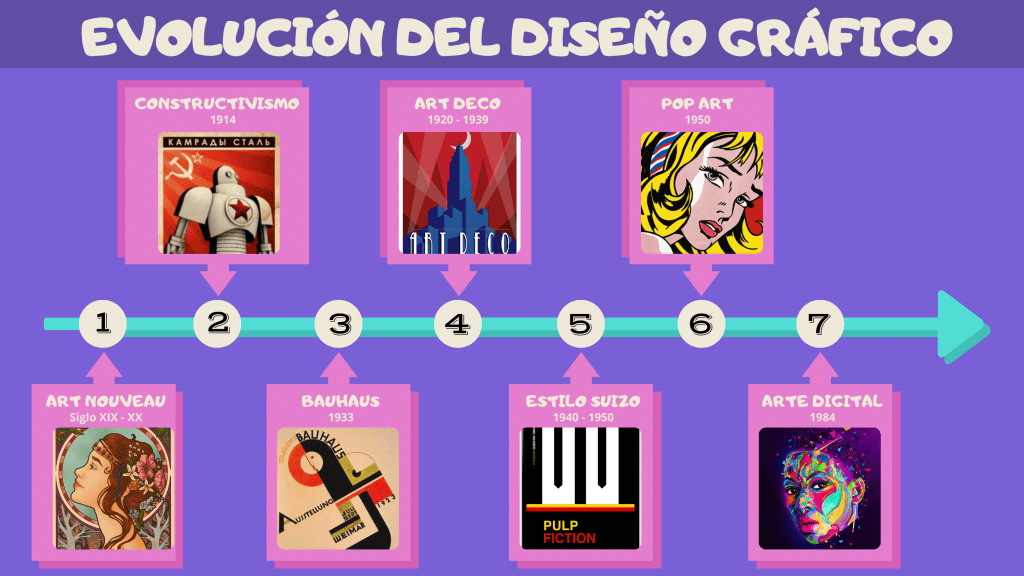 EVOLUCIÓN DEL DISEÑO GRÁFICO
CONSTRUCTIVISMO
1914
КАМРАДЫ СТАЛЬ
ART DECO
1920 - 1939
ART DECO
POP ART
1950
1
2
3
4
5
6
7
ART NOUVEAU
Siglo XIX - XX
BAUHAUS
1933
BAUHAUS
AUSSTELLUNG
WEIMAR
ESTILO SUIZO
1940 - 1950
PULP
FICTION
ARTE DIGITAL
1984